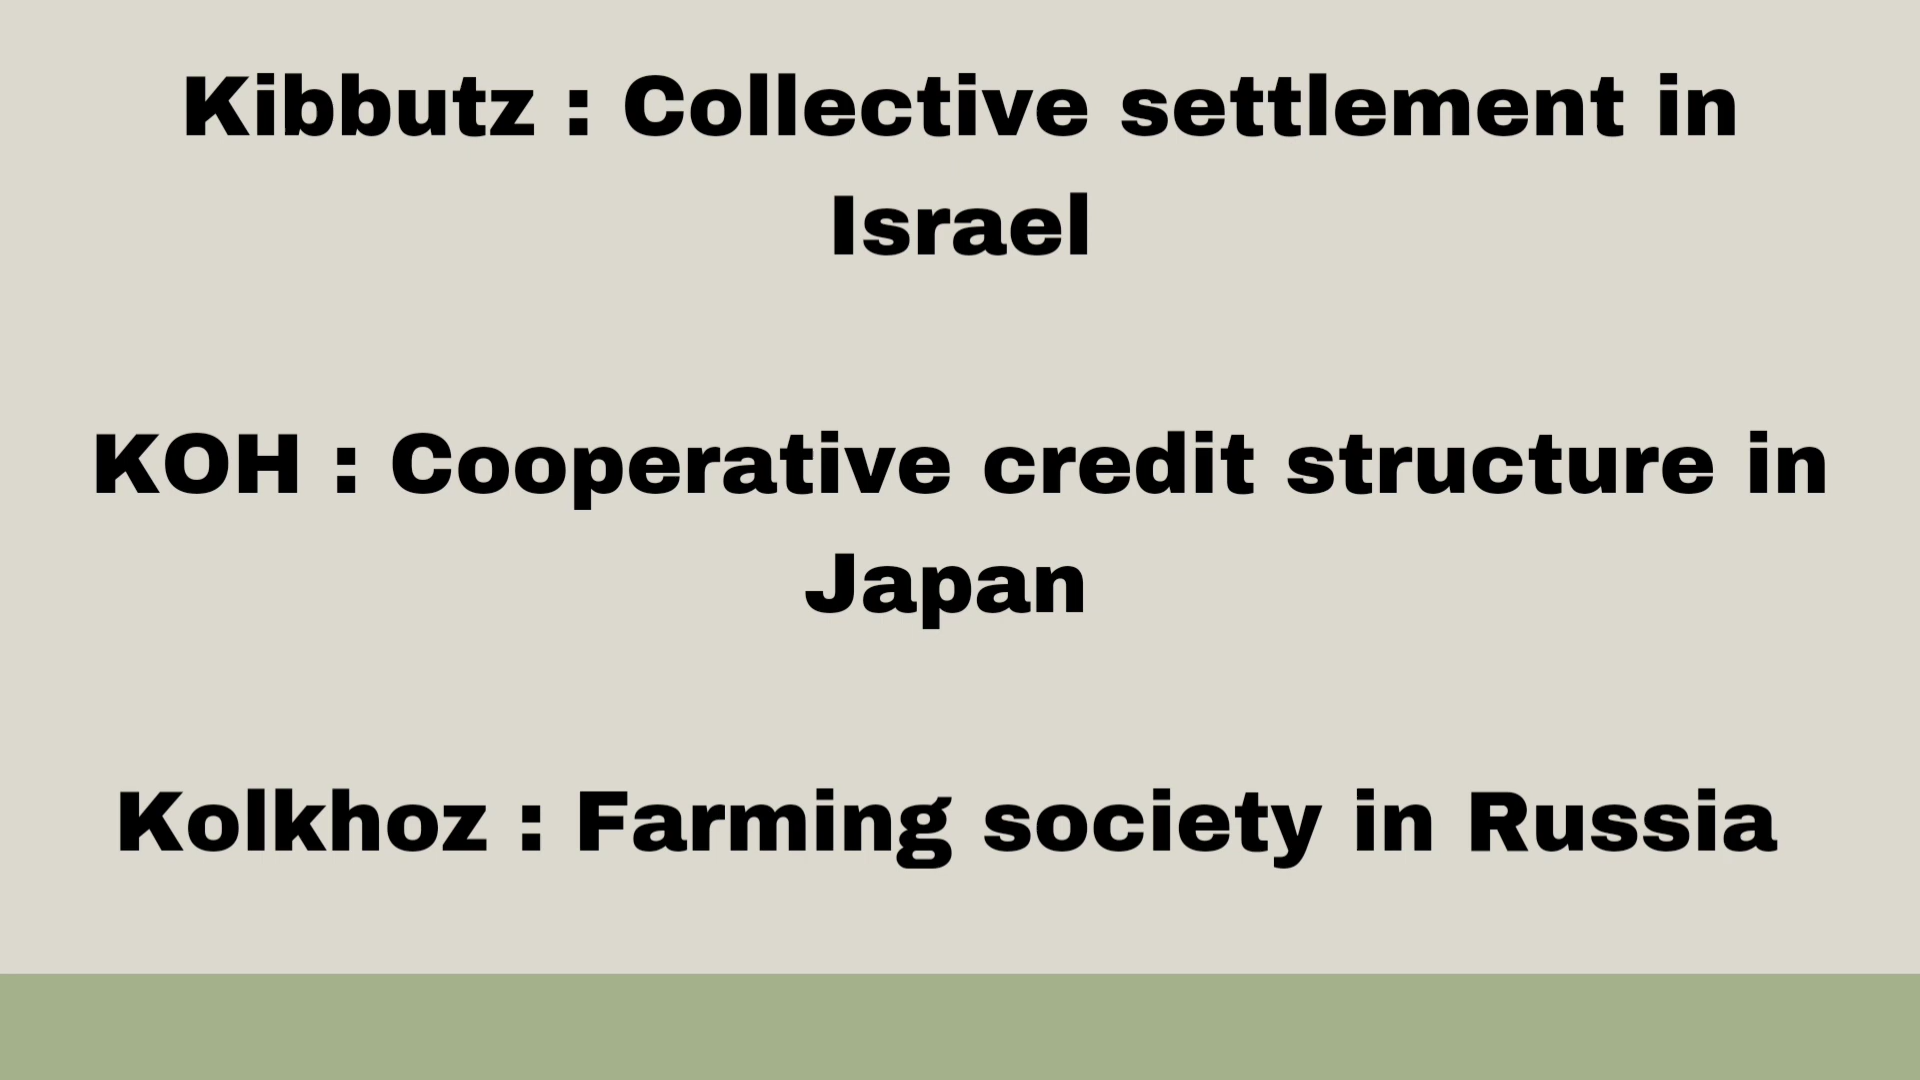 Kibbutz : Collective settlement in
Israel
KOH : Cooperative credit structure in
Japan
Kolkhoz : Farming society in Russia